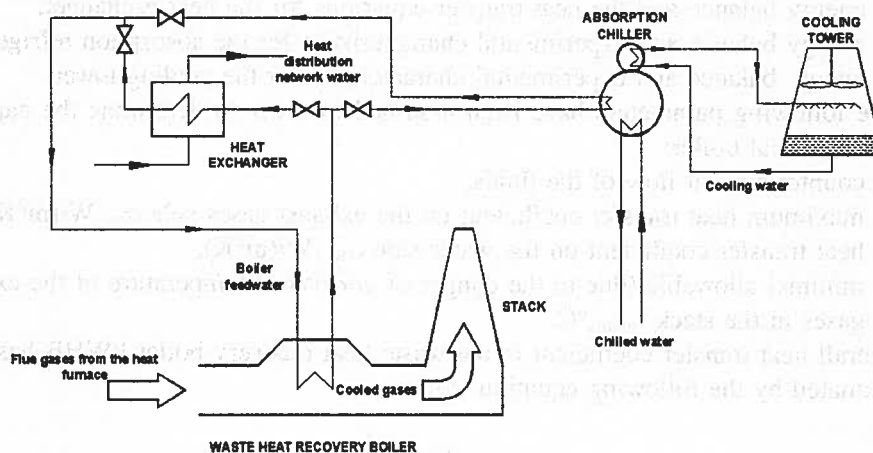 ABSORPTION
CHILLER
COOLING
TOWER
Heat
distribution
network water
HEAT
EXCHANGER
Cooling water
Boiler
feedwater
STACK
Chilled water
Flue gases from the heat
furnace
Cooled gases
WASTE HEAT RECOVERY BOILER